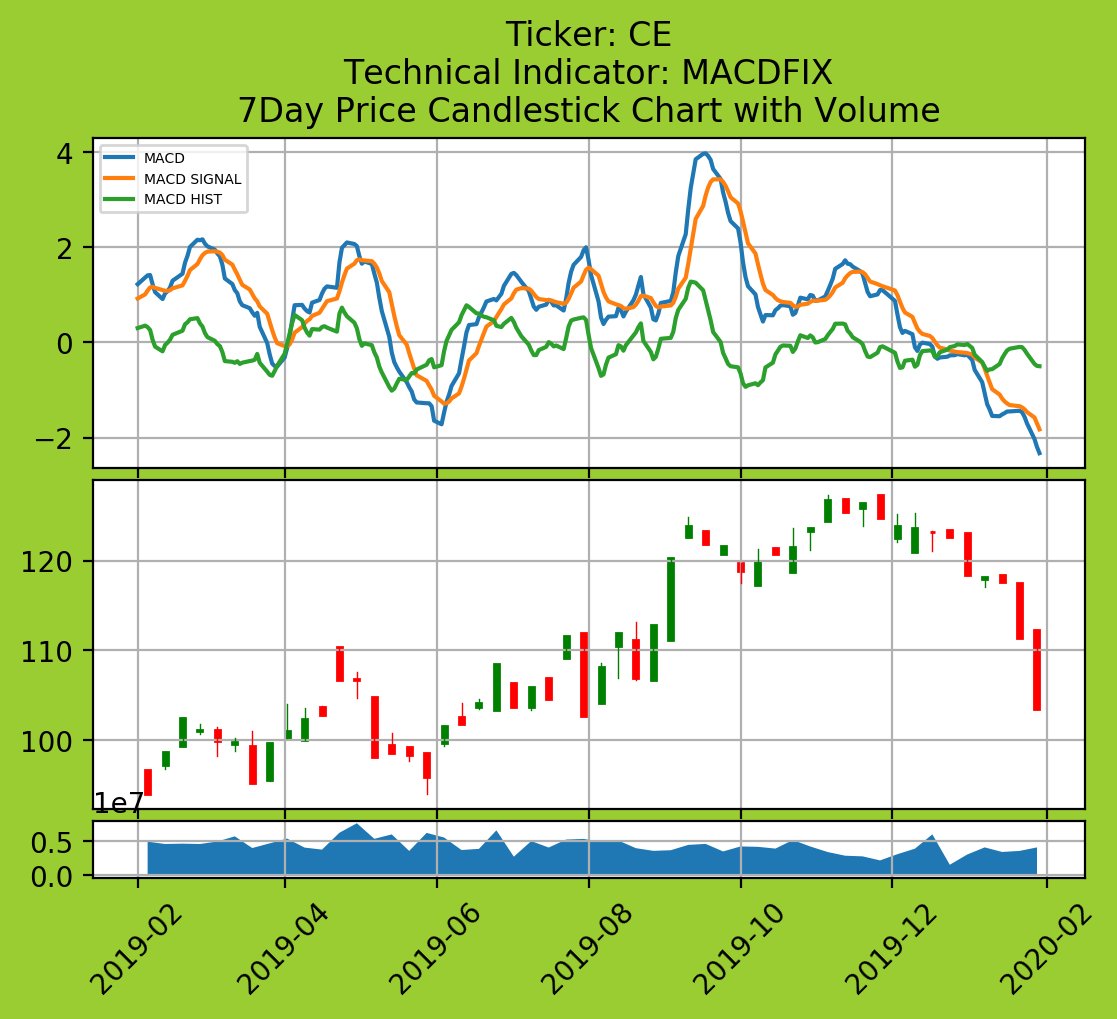 Ticker: CE
Technical Indicator: MACDFIX
7Day Price Candlestick Chart with Volume
4
2
0
−2
MACD
MACD SIGNAL
MACD HIST
120
110
100
1e7
0.5
0.0
2019-02
2019-04
2019-06
2019-08
2019-10
2019-12
2020-02